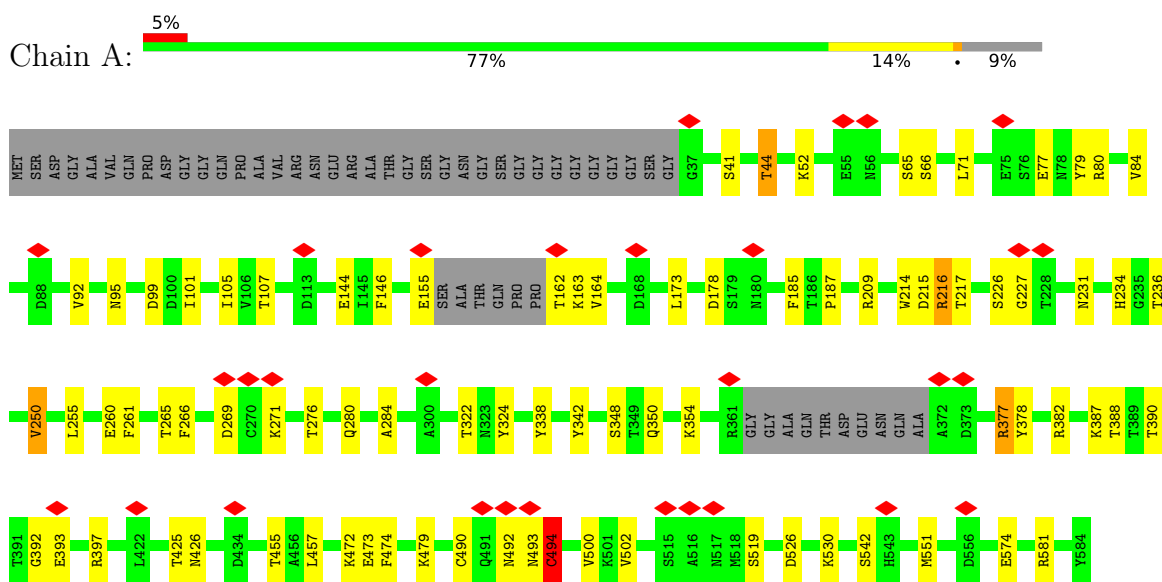 5%
Chain A:
77% 14% • 9%
MET SER ASP GLY ALA VAL GLN PRO ASP GLY GLY GLN PRO ALA VAL ARG ASN GLU ARG ALA THR GLY SER GLY ASN GLY SER GLY GLY GLY GLY GLY GLY GLY SER GLY G37 S41 T44 K52 E55 N56 S65 S66 L71 E75 S76 E77 N78 Y79 R80 V84
D88 V92 N95 D99 D100 I101 I105 V106 T107 D113 E144 I145 F146 E155 SER ALA THR GLN PRO PRO T162 K163 V164 D168 L173 D178 S179 N180 F185 T186 P187 R209 W214 D215 R216 T217 S226 G227 T228 N231 H234 G235 T236
V250 L255 E260 F261 T265 F266 D269 C270 K271 T276 Q280 A284 A300 T322 N323 Y324 Y338 Y342 S348 T349 Q350 K354 R361 GLY GLY ALA GLN THR ASP GLU ASN GLN ALA A372 D373 R377 Y378 R382 K387 T388 T389 T390
T391 G392 E393 R397 L422 T425 N426 D434 T455 A456 L457 K472 E473 F474 K479 C490 Q491 N492 N493 C494 V500 K501 V502 S515 A516 N517 M518 S519 D526 K530 S542 H543 M551 D556 E574 R581 Y584